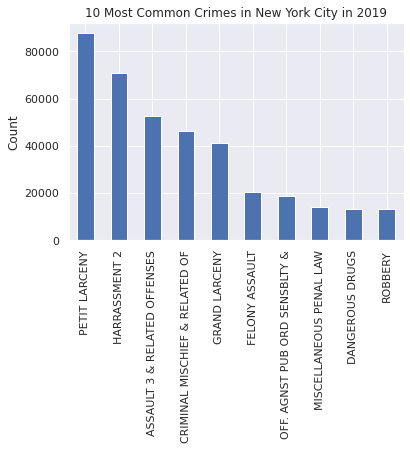 10 Most Common Crimes in New York City in 2019
Count
80000
60000
40000
20000
0
PETIT LARCENY
HARRASSMENT 2
ASSAULT 3 & RELATED OFFENSES
CRIMINAL MISCHIEF & RELATED OF
GRAND LARCENY
FELONY ASSAULT
OFF. AGNST PUB ORD SENSBLTY &
MISCELLANEOUS PENAL LAW
DANGEROUS DRUGS
ROBBERY